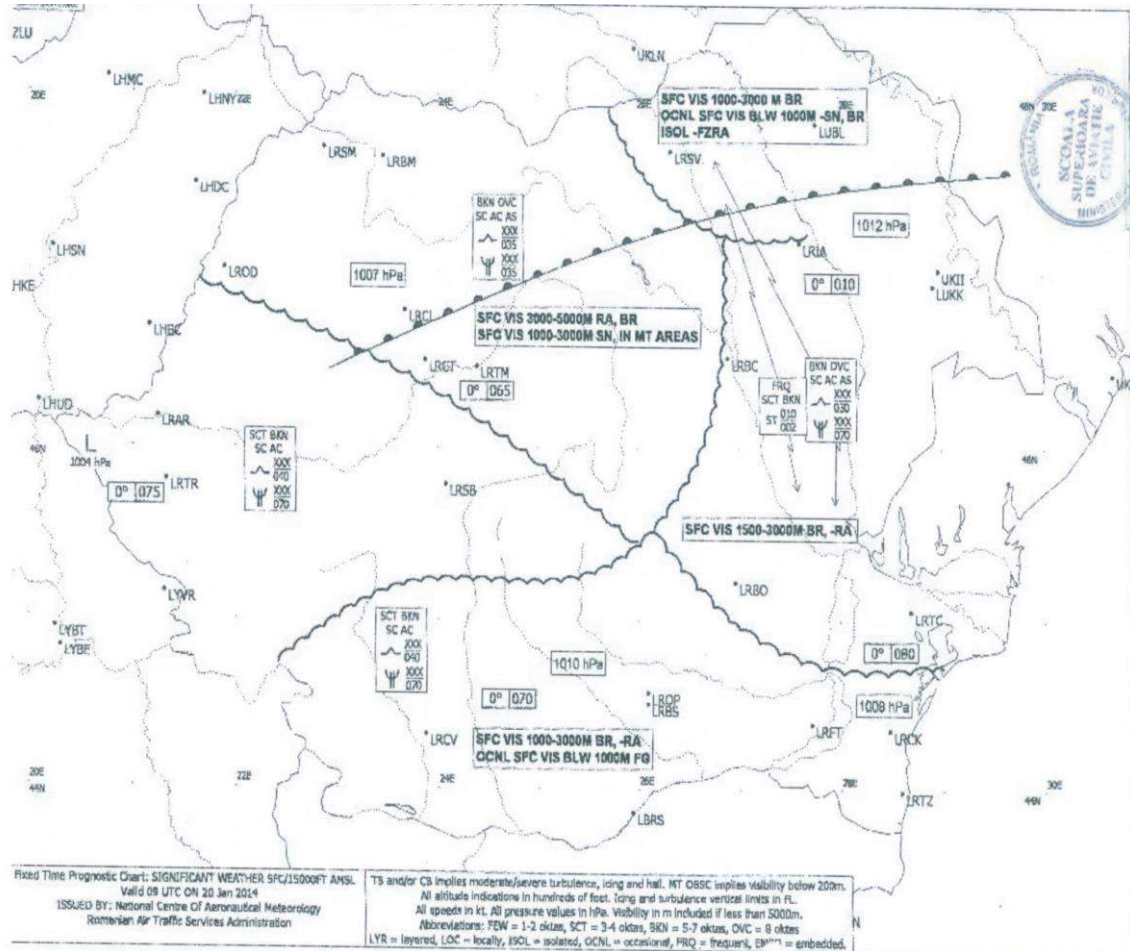 ZLU
LHMC
20 E
LHNY
22E
24E
UKLN
26E
SFC VIS 1000-3000 M BR
OCNL SFC VIS BLW 1000M -SN, BR
ISOL -FZRA
28E
LUBL
48N
30E
ROMANIA
SCOALA
SUPERIOARA
DE AVIATIE
CIVILA
LRSM
LRBM
LRSV
LHDC
BKN OVC
SC AC AS
XXX
035
XXX
035
1012 hPa
LHSN
LROD
1007 hPa
LRIA
HKE
0° 010
UKII
LUKK
LHBC
LRCL
SFC VIS 3000-5000M RA, BR
SFC VIS 1000-3000M SN, IN MT AREAS
LRGT
LRTM
0° 065
LRBC
FRQ
SCT BKN
ST 010
002
BKN OVC
SC AC AS
XXX
030
XXX
070
UK
LHUD
LRAR
46N
L
1004 hPa
0° 075
LRTR
SCT BKN
SC AC
XXX
040
XXX
070
LRSB
46N
SFC VIS 1500-3000M BR, -RA
LYVR
LRBO
LYBT
LYBE
SCT BKN
SC AC
XXX
040
XXX
070
LRTC
0° 080
1010 hPa
0° 070
LROP
LRBS
1008 hPa
LRCV
SFC VIS 1000-3000M BR, -RA
OCNL SFC VIS BLW 1000M FG
LRFT
LRCK
20E
44N
22E
24E
26E
28E
30E
44N
LRTZ
LBRS
Fixed Time Prognostic Chart: SIGNIFICANT WEATHER SFC/15000FT AMSL
Valid 09 UTC ON 20 Jan 2014
ISSUED BY: National Centre Of Aeronautical Meteorology
Romanian Air Traffic Services Administration
TS and/or CB implies moderate/severe turbulence, icing and hail. MT OBSC implies visibility below 200m.
All altitude indications in hundreds of feet. Icing and turbulence vertical limits in FL.
All speeds in kt. All pressure values in hPa. Visibility in m included if less than 5000m.
Abbreviations: FEW = 1-2 oktas, SCT = 3-4 oktas, BKN = 5-7 oktas, OVC = 8 oktas
LYR = layered, LOC = locally, ISOL = isolated, OCNL = occasional, FRQ = frequent, EMBD = embedded.
N